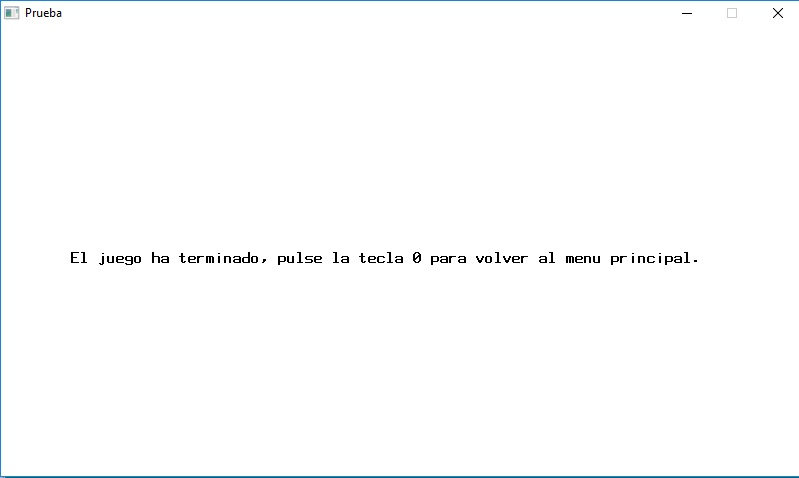 Prueba
El juego ha terminado, pulse la tecla 0 para volver al menu principal.